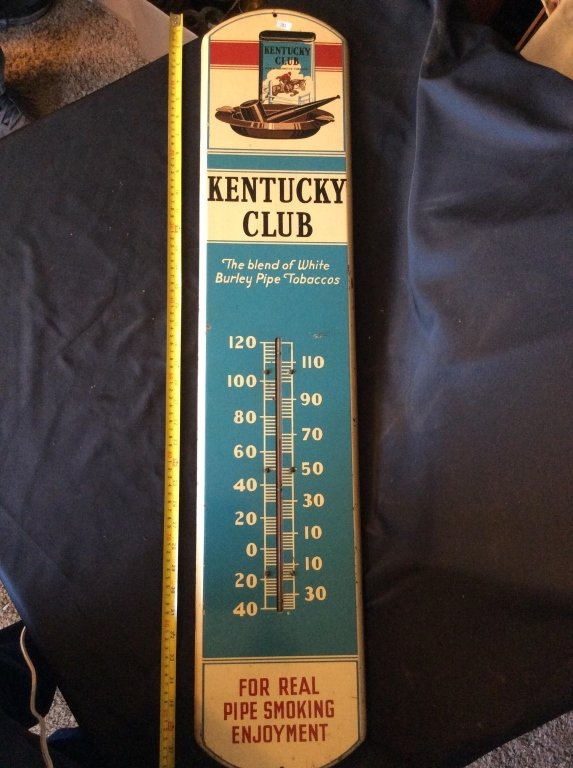 KENTUCKY
CLUB
KENTUCKY
CLUB
The blend of White
Burley Pipe Tobaccos
120
110
100
90
80
70
60
50
40
30
20
10
0
10
20
30
40
FOR REAL
PIPE SMOKING
ENJOYMENT